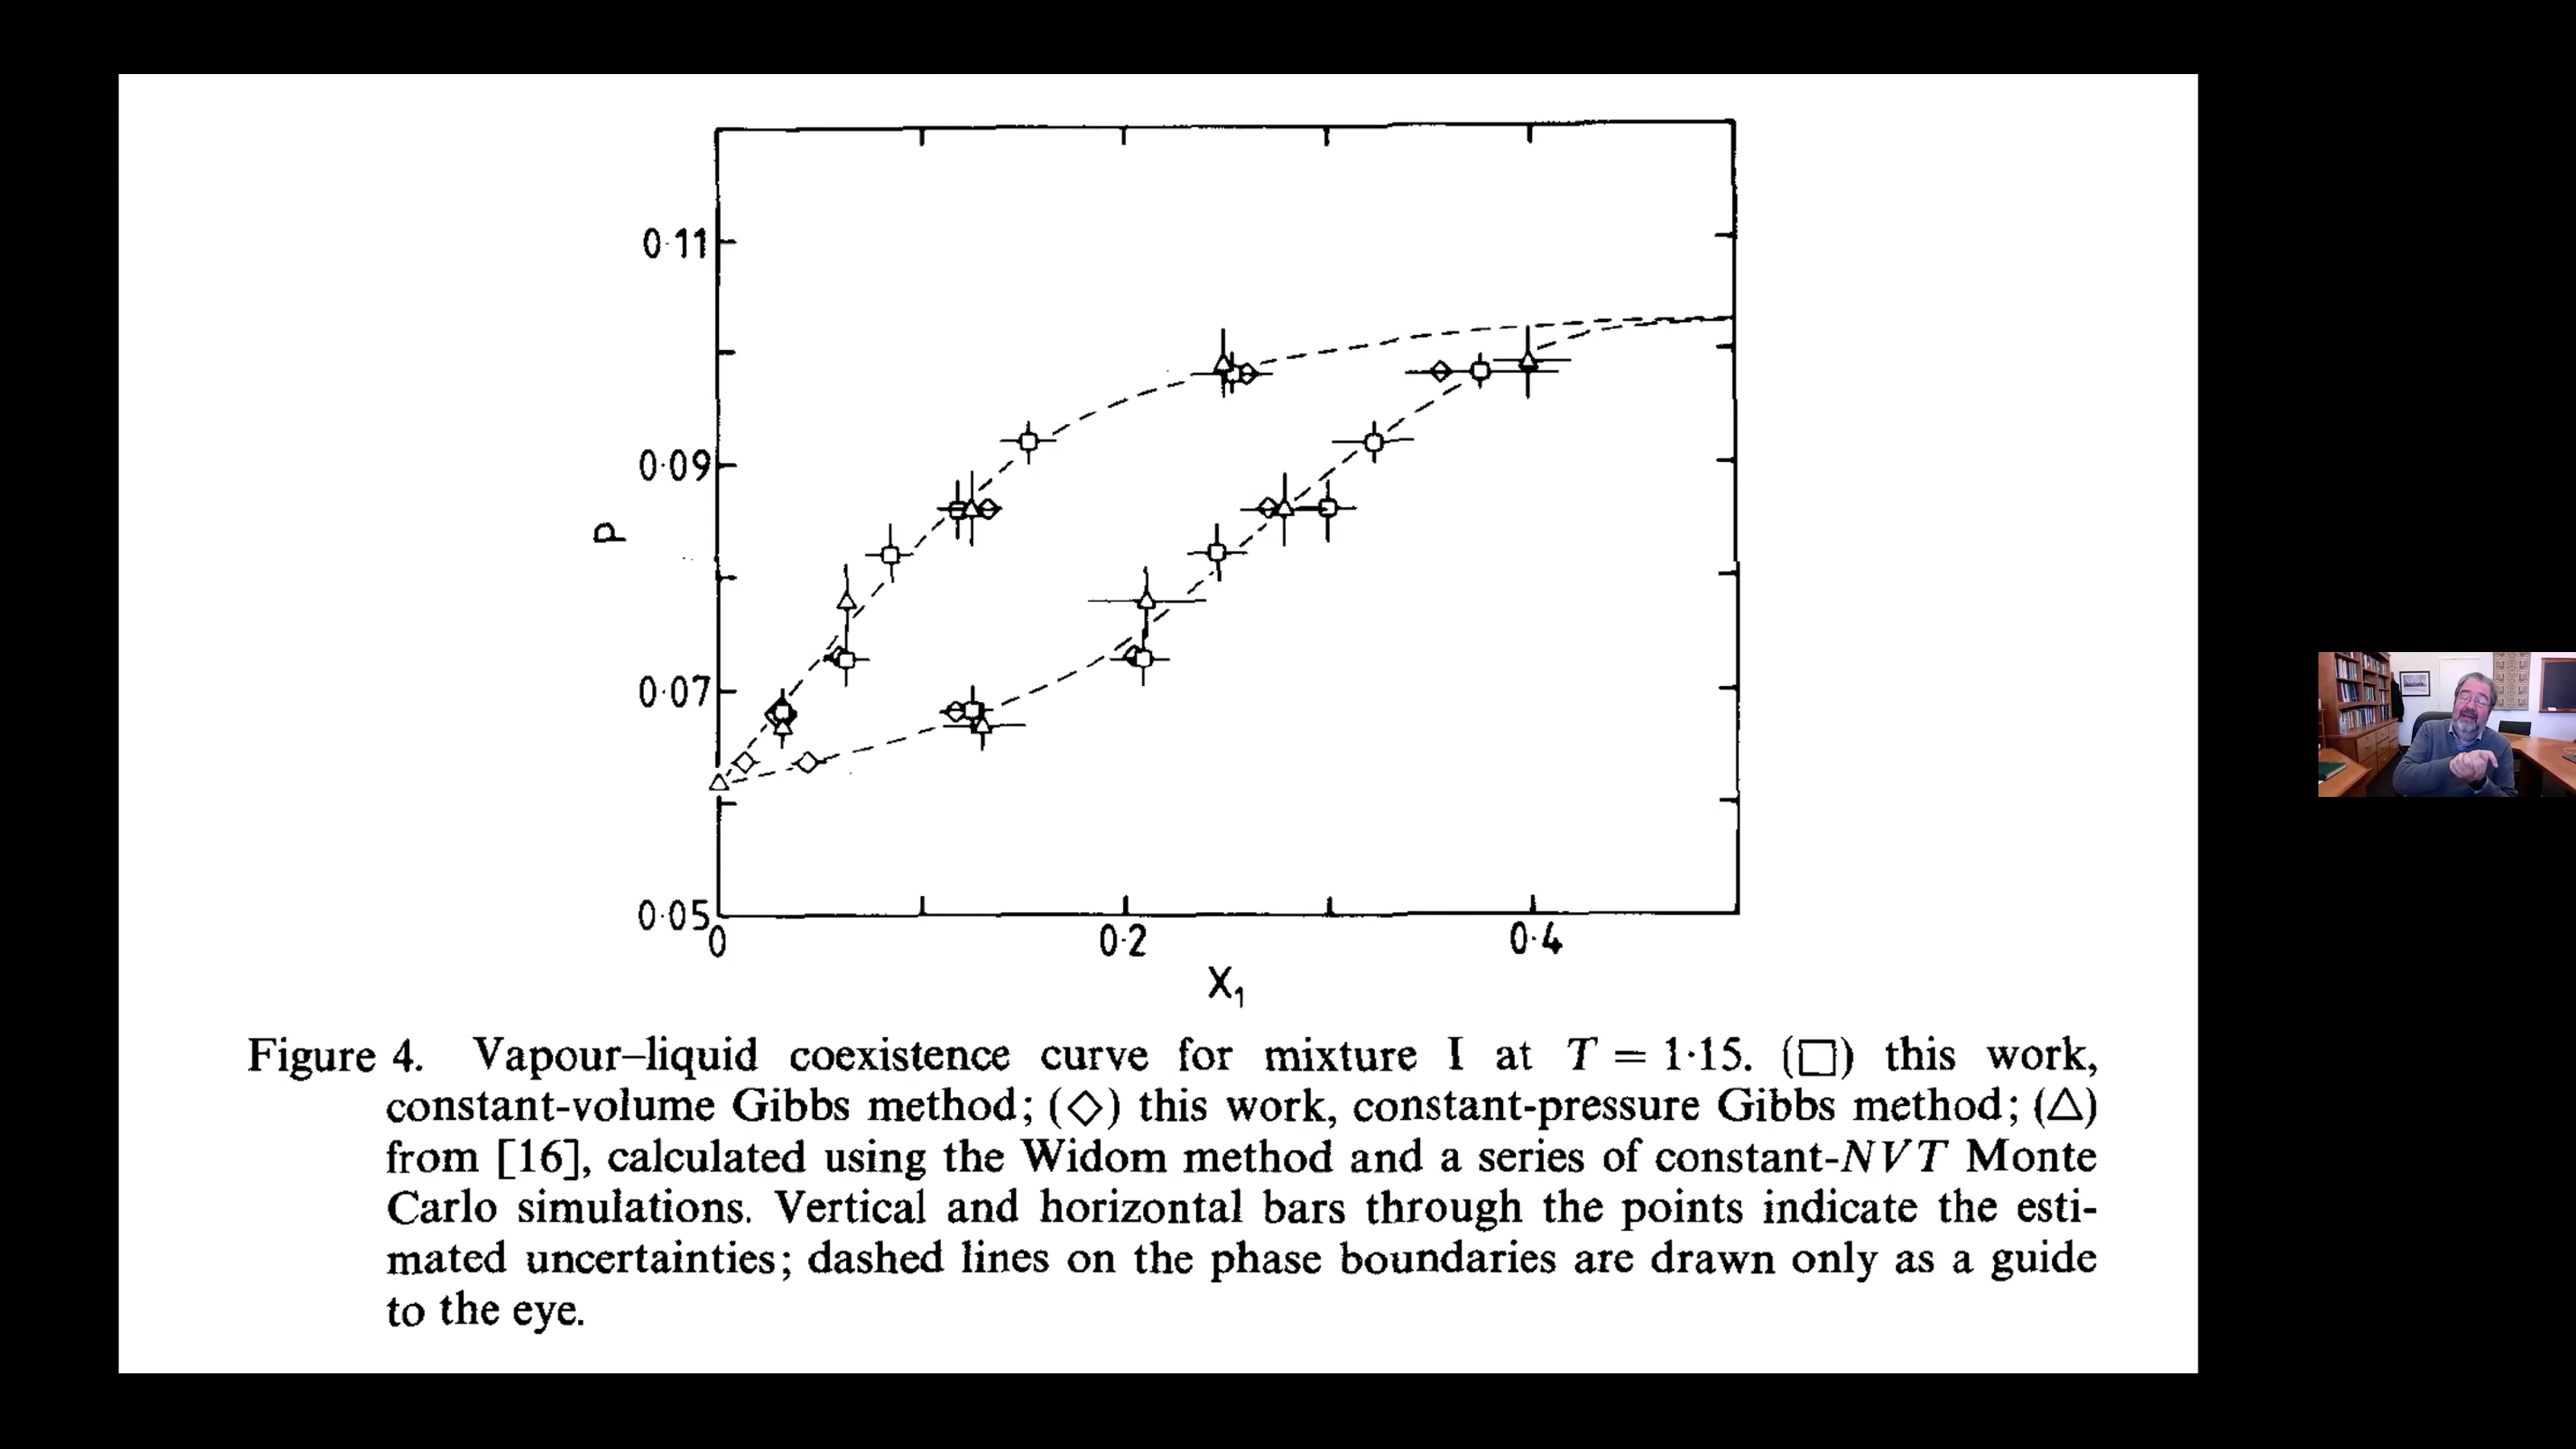 0·11
0·09
P
0·07
0·05
0
0·2
0·4
X₁
Figure 4. Vapour–liquid coexistence curve for mixture I at T = 1·15. (□) this work,
constant-volume Gibbs method; (◇) this work, constant-pressure Gibbs method; (△)
from [16], calculated using the Widom method and a series of constant-NVT Monte
Carlo simulations. Vertical and horizontal bars through the points indicate the esti-
mated uncertainties; dashed lines on the phase boundaries are drawn only as a guide
to the eye.